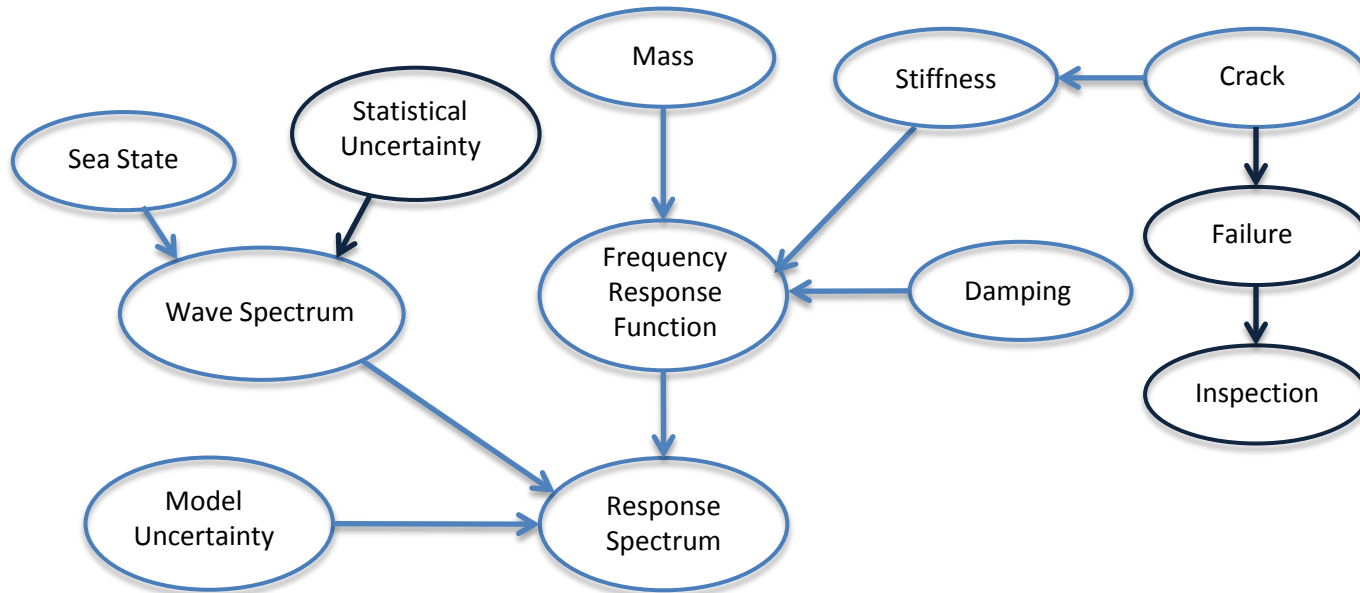 Mass
Stiffness
Crack
Statistical
Uncertainty
Sea State
Failure
Frequency
Response
Function
Damping
Wave Spectrum
Inspection
Model
Uncertainty
Response
Spectrum